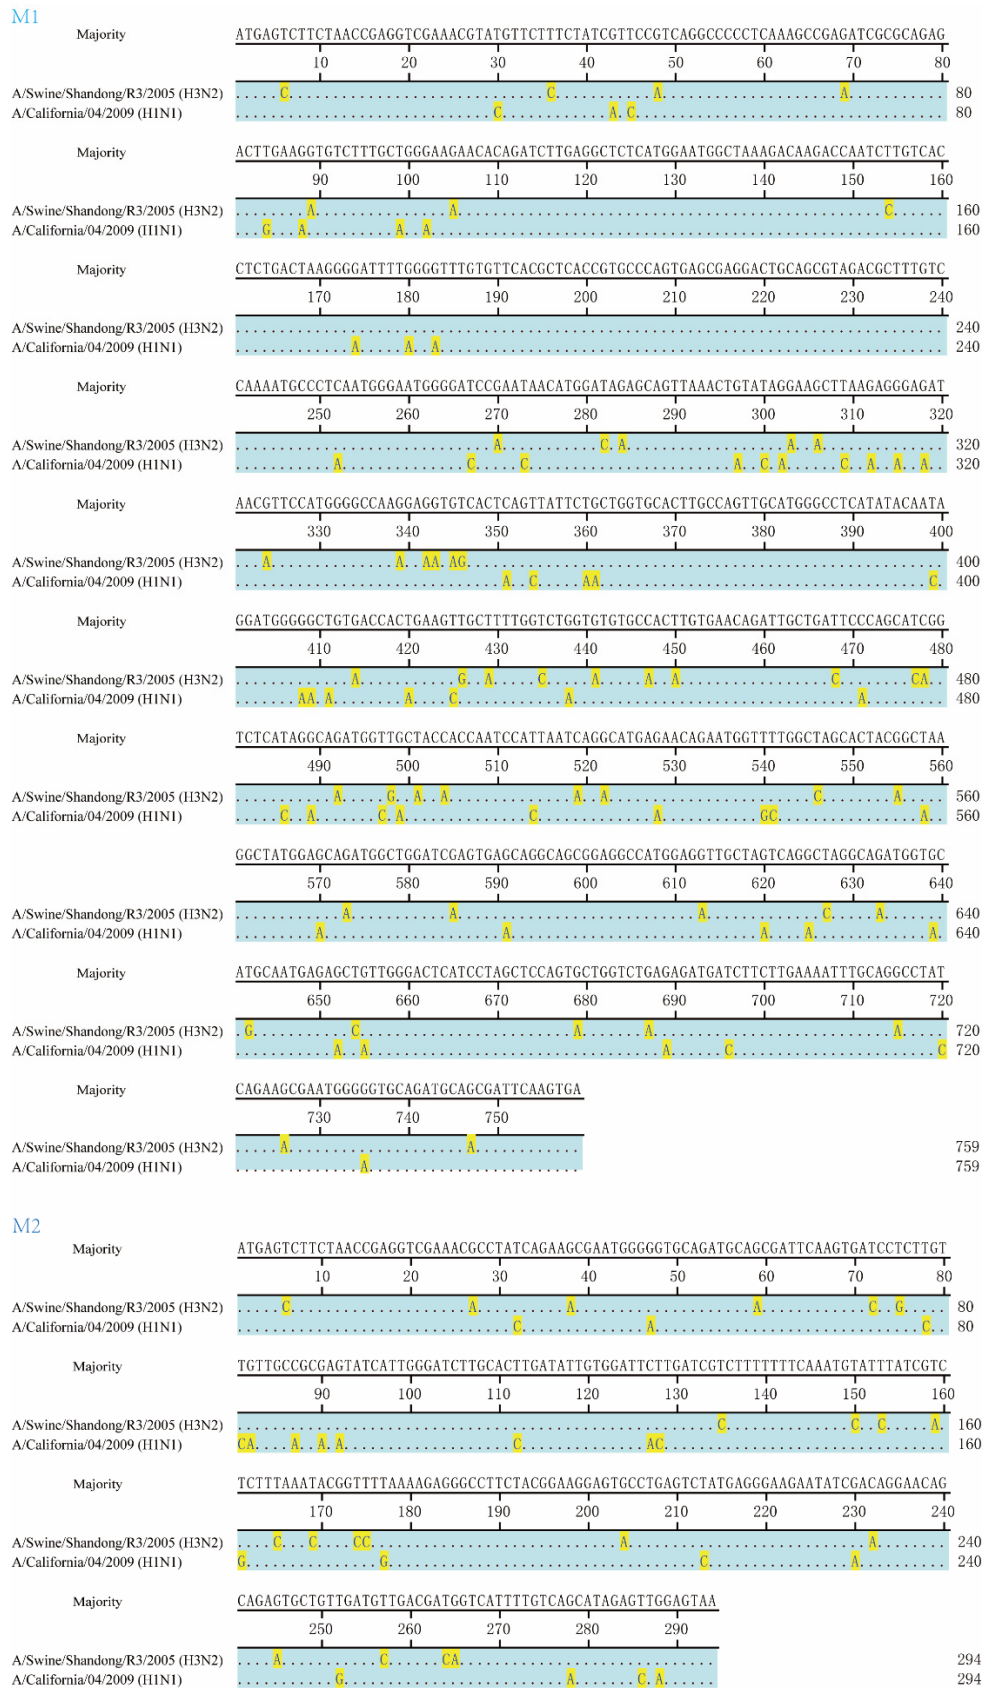 M1
Majority ATGAGTCTTCTAACCGAGGTCGAAACGTATGTTCTTTCTATCGTTCCGTCAGGCCCCCTCAAAGCCGAGATCGCGCAGAG
10 20 30 40 50 60 70 80
A/Swine/Shandong/R3/2005 (H3N2) C C A A 80
A/California/04/2009 (H1N1) C A C 80
Majority ACTTGAAGGTGTCTTTGCTGGGAAGAACACAGATCTTGAGGCTCTCATGGAATGGCTAAAGACAAGACCAATCTTGTCAC
90 100 110 120 130 140 150 160
A/Swine/Shandong/R3/2005 (H3N2) A A C 160
A/California/04/2009 (H1N1) G A A A 160
Majority CTCTGACTAAGGGGATTTTGGGGTTTGTGTTCACGCTCACCGTGCCCAGTGAGCGAGGACTGCAGCGTAGACGCTTTGTC
170 180 190 200 210 220 230 240
A/Swine/Shandong/R3/2005 (H3N2) 240
A/California/04/2009 (H1N1) A A A 240
Majority CAAAATGCCCTCAATGGGAATGGGGATCCGAATAACATGGATAGAGCAGTTAAACTGTATAGGAAGCTTAAGAGGGAGAT
250 260 270 280 290 300 310 320
A/Swine/Shandong/R3/2005 (H3N2) A C A A A 320
A/California/04/2009 (H1N1) A C C A C A C A A A 320
Majority AACGTTCCATGGGGCCAAGGAGGTGTCACTCAGTTATTCTGCTGGTGCACTTGCCAGTTGCATGGGCCTCATATACAATA
330 340 350 360 370 380 390 400
A/Swine/Shandong/R3/2005 (H3N2) A A AA AG 400
A/California/04/2009 (H1N1) A C AA C 400
Majority GGATGGGGGCTGTGACCACTGAAGTTGCTTTTGGTCTGGTGTGTGCCACTTGTGAACAGATTGCTGATTCCCAGCATCGG
410 420 430 440 450 460 470 480
A/Swine/Shandong/R3/2005 (H3N2) A G A C A A A C CA 480
A/California/04/2009 (H1N1) AA A A C A A 480
Majority TCTCATAGGCAGATGGTTGCTACCACCAATCCATTAATCAGGCATGAGAACAGAATGGTTTTGGCTAGCACTACGGCTAA
490 500 510 520 530 540 550 560
A/Swine/Shandong/R3/2005 (H3N2) A G A A A A C A 560
A/California/04/2009 (H1N1) C A C A C A GC A 560
Majority GGCTATGGAGCAGATGGCTGGATCGAGTGAGCAGGCAGCGGAGGCCATGGAGGTTGCTAGTCAGGCTAGGCAGATGGTGC
570 580 590 600 610 620 630 640
A/Swine/Shandong/R3/2005 (H3N2) A A A C A 640
A/California/04/2009 (H1N1) A A A A A 640
Majority ATGCAATGAGAGCTGTTGGGACTCATCCTAGCTCCAGTGCTGGTCTGAGAGATGATCTTCTTGAAAATTTGCAGGCCTAT
650 660 670 680 690 700 710 720
A/Swine/Shandong/R3/2005 (H3N2) G C A A A 720
A/California/04/2009 (H1N1) A A A C C 720
Majority CAGAAGCGAATGGGGGTGCAGATGCAGCGATTCAAGTGA
730 740 750
A/Swine/Shandong/R3/2005 (H3N2) A A 759
A/California/04/2009 (H1N1) A 759
M2
Majority ATGAGTCTTCTAACCGAGGTCGAAACGCCTATCAGAAGCGAATGGGGGTGCAGATGCAGCGATTCAAGTGATCCTCTTGT
10 20 30 40 50 60 70 80
A/Swine/Shandong/R3/2005 (H3N2) C A A A C G 80
A/California/04/2009 (H1N1) C A C 80
Majority TGTTGCCGCGAGTATCATTGGGATCTTGCACTTGATATTGTGGATTCTTGATCGTCTTTTTTTCAAATGTATTTATCGTC
90 100 110 120 130 140 150 160
A/Swine/Shandong/R3/2005 (H3N2) C C C A 160
A/California/04/2009 (H1N1) CA A A A C AC 160
Majority TCTTTAAATACGGTTTTAAAAGAGGGCCTTCTACGGAAGGAGTGCCTGAGTCTATGAGGGAAGAATATCGACAGGAACAG
170 180 190 200 210 220 230 240
A/Swine/Shandong/R3/2005 (H3N2) C C CC A A 240
A/California/04/2009 (H1N1) G G C A 240
Majority CAGAGTGCTGTTGATGTTGACGATGGTCATTTTGTCAGCATAGAGTTGGAGTAA
250 260 270 280 290
A/Swine/Shandong/R3/2005 (H3N2) A C CA 294
A/California/04/2009 (H1N1) G A C A 294